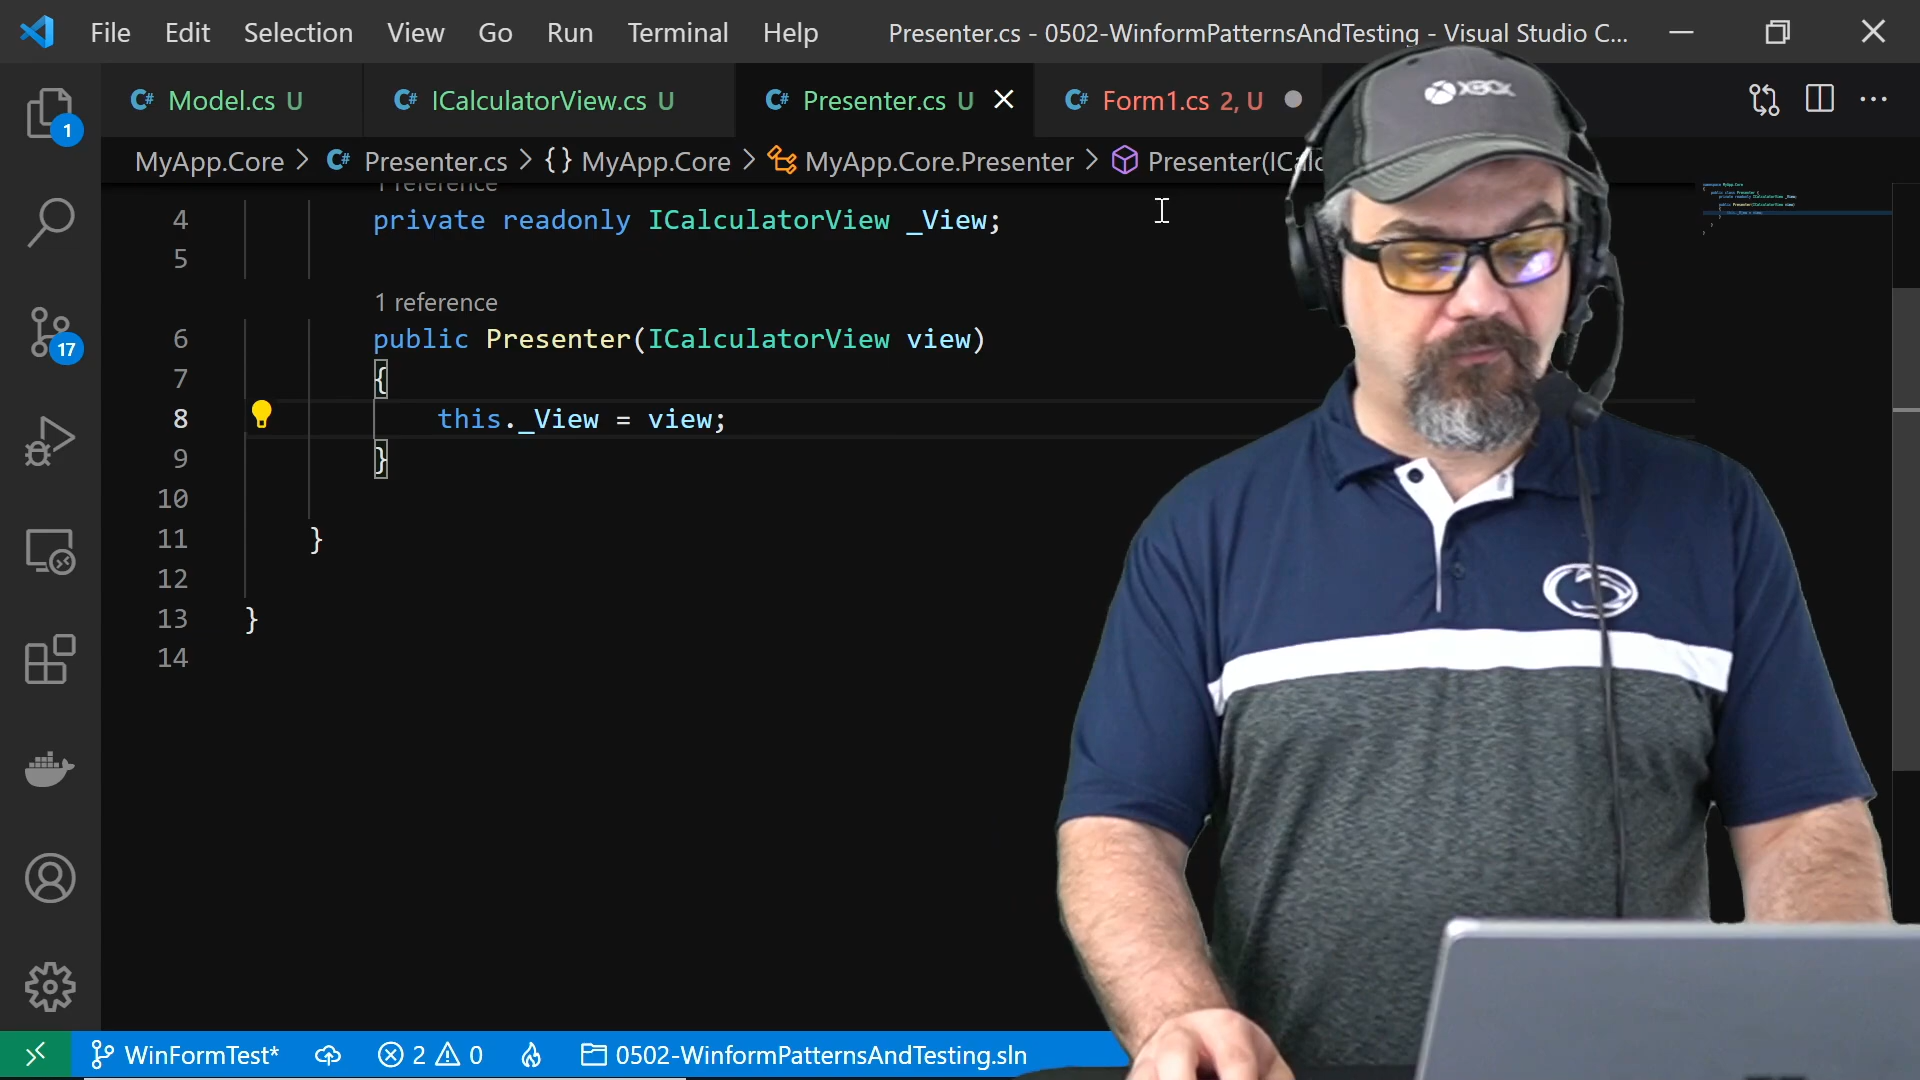 File Edit Selection View Go Run Terminal Help Presenter.cs - 0502-WinformPatternsAndTesting - Visual Studio C...
C# Model.cs U C# ICalculatorView.cs U C# Presenter.cs U C# Form1.cs 2, U
MyApp.Core > C# Presenter.cs > {} MyApp.Core > MyApp.Core.Presenter > Presenter(ICalc
1 reference
4 private readonly ICalculatorView _View;
5
1 reference
6 public Presenter(ICalculatorView view)
7 {
8 this._View = view;
9 }
10
11 }
12
13 }
14
1
17
XBOX
WinFormTest* 2 0 0502-WinformPatternsAndTesting.sln